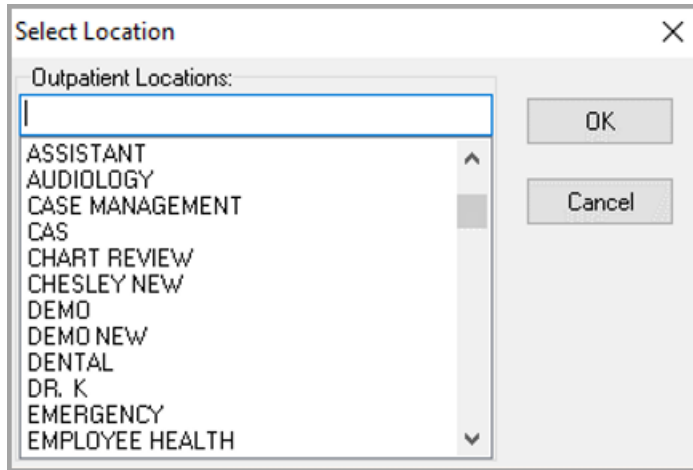 Select Location
Outpatient Locations:
OK
Cancel
ASSISTANT
AUDIOLOGY
CASE MANAGEMENT
CAS
CHART REVIEW
CHESLEY NEW
DEMO
DEMO NEW
DENTAL
DR. K
EMERGENCY
EMPLOYEE HEALTH